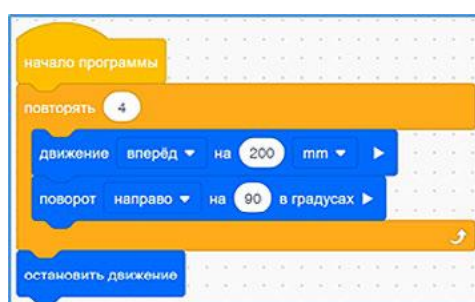 начало программы
повторять 4
движение вперёд на 200 mm
поворот направо на 90 в градусах
остановить движение